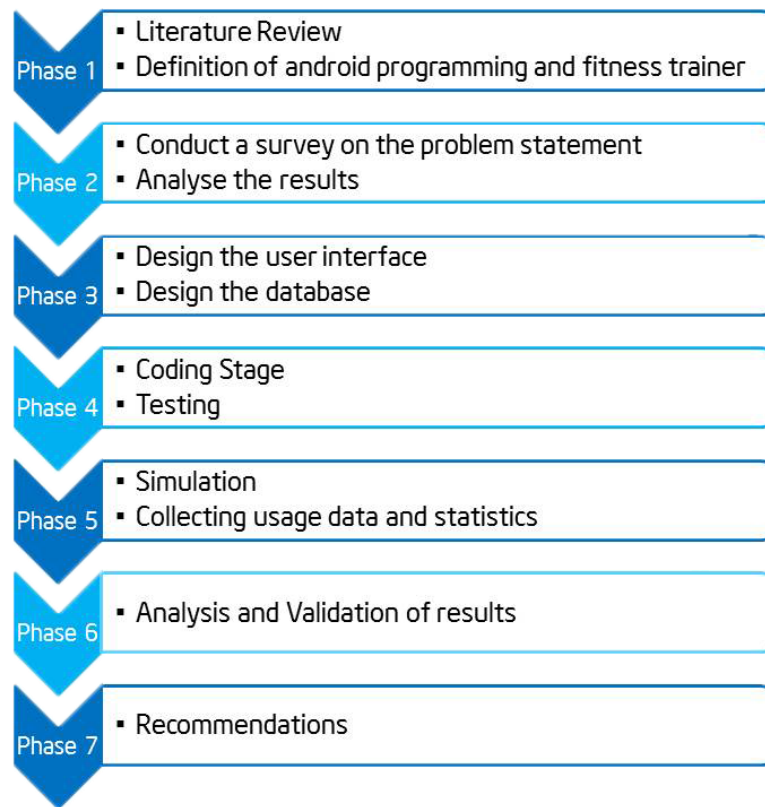 Phase 1
▪ Literature Review
▪ Definition of android programming and fitness trainer
Phase 2
▪ Conduct a survey on the problem statement
▪ Analyse the results
Phase 3
▪ Design the user interface
▪ Design the database
Phase 4
▪ Coding Stage
▪ Testing
Phase 5
▪ Simulation
▪ Collecting usage data and statistics
Phase 6
▪ Analysis and Validation of results
Phase 7
▪ Recommendations